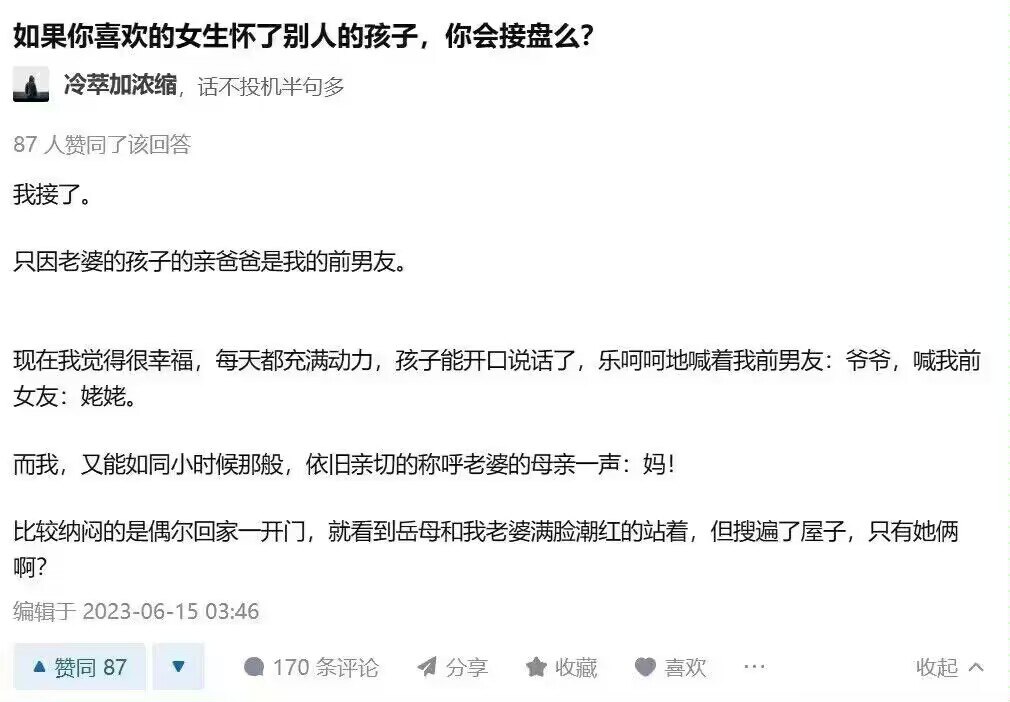 如果你喜欢的女生怀了别人的孩子，你会接盘么？
冷萃加浓缩，话不投机半句多
87 人赞同了该回答
我接了。
只因老婆的孩子的亲爸爸是我的前男友。
现在我觉得很幸福，每天都充满动力，孩子能开口说话了，乐呵呵地喊着我前男友：爷爷，喊我前
女友：姥姥。
而我，又能如同小时候那般，依旧亲切的称呼老婆的母亲一声：妈！
比较纳闷的是偶尔回家一开门，就看到岳母和我老婆满脸潮红的站着，但搜遍了屋子，只有她俩
啊？
编辑于 2023-06-15 03:46
赞同 87 170 条评论 分享 收藏 喜欢 ··· 收起